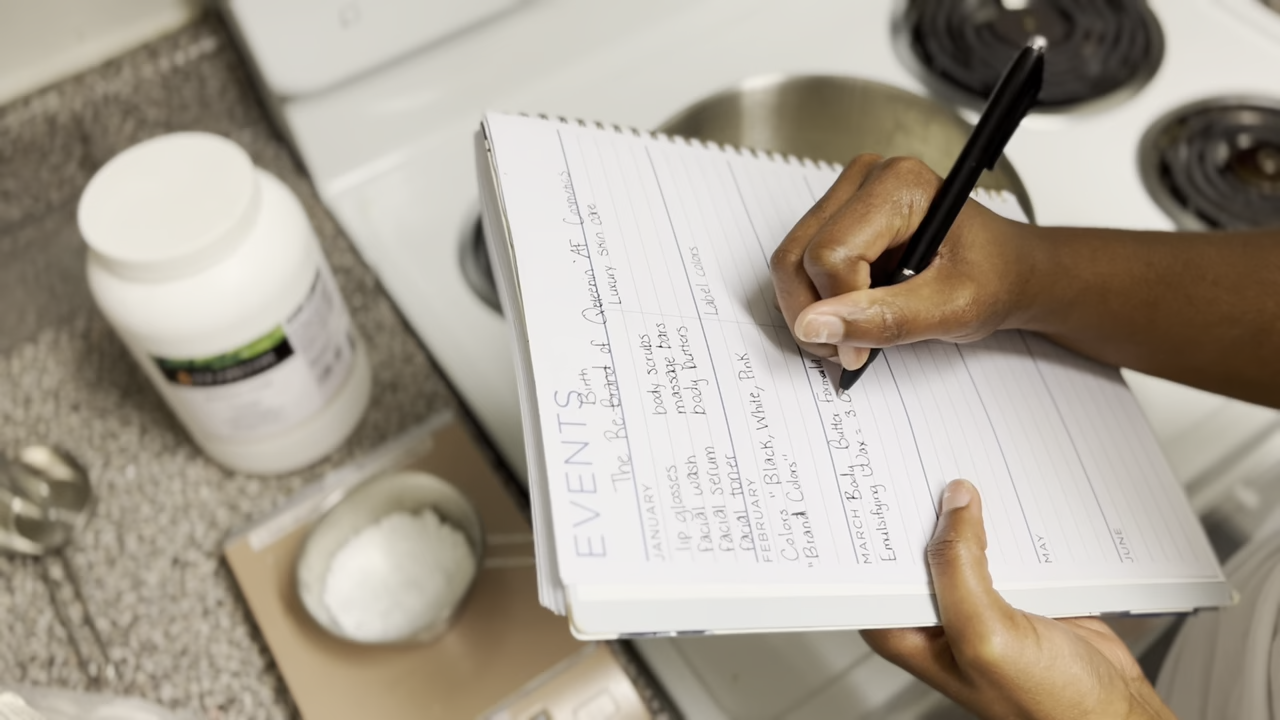 EVENTS
Birth
The Re-Brand of Queenin 'AF Cosmetics
Luxury skin care
JANUARY
lip glosses
body scrubs
facial wash
massage bars
facial serum
body butters
facial toner
Label colors
FEBRUARY
Colors "Black, White, Pink
"Brand Colors"
MARCH Body Butter Formula
Emulsifying Wax = 3
MAY
JUNE